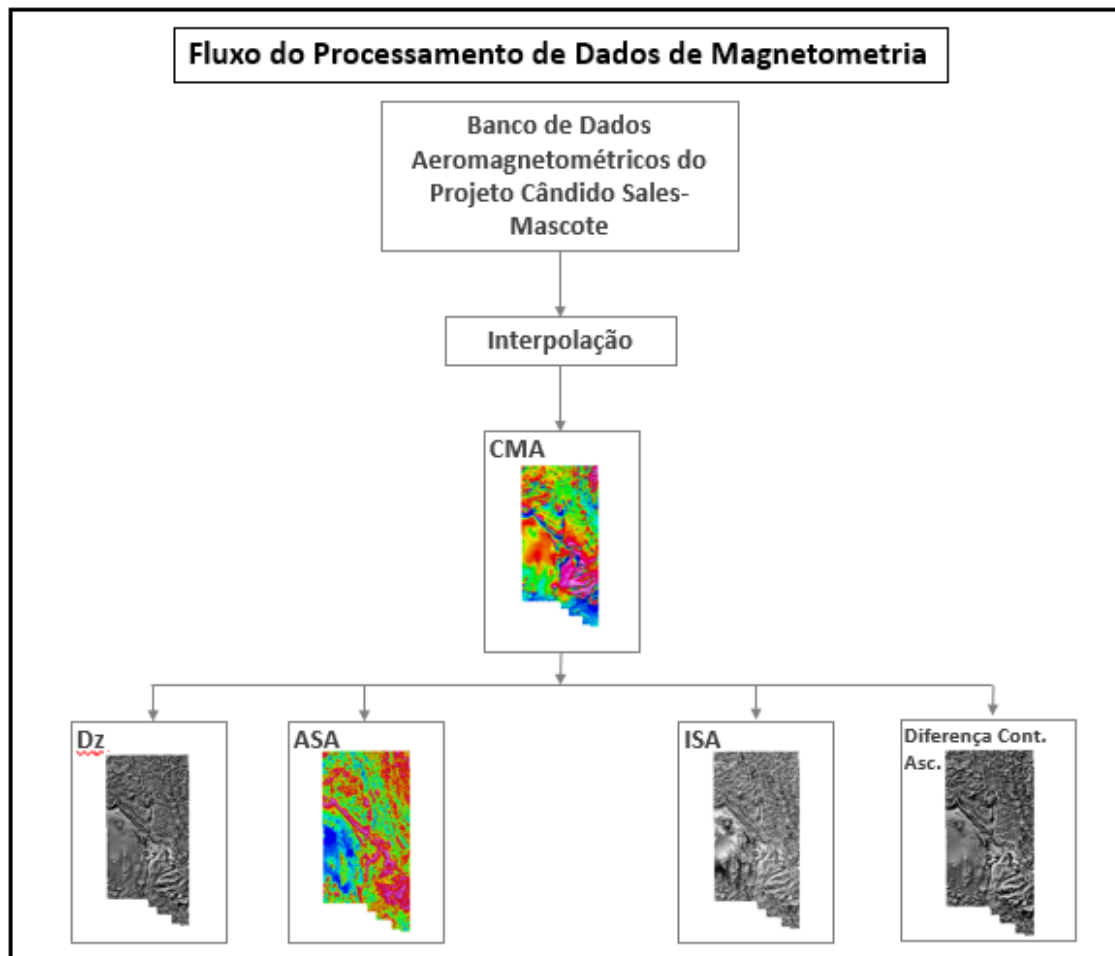 Fluxo do Processamento de Dados de Magnetometria
Banco de Dados
Aeromagnetométricos do
Projeto Cândido Sales-
Mascote
Interpolação
CMA
Dz
ASA
ISA
Diferença Cont.
Asc.